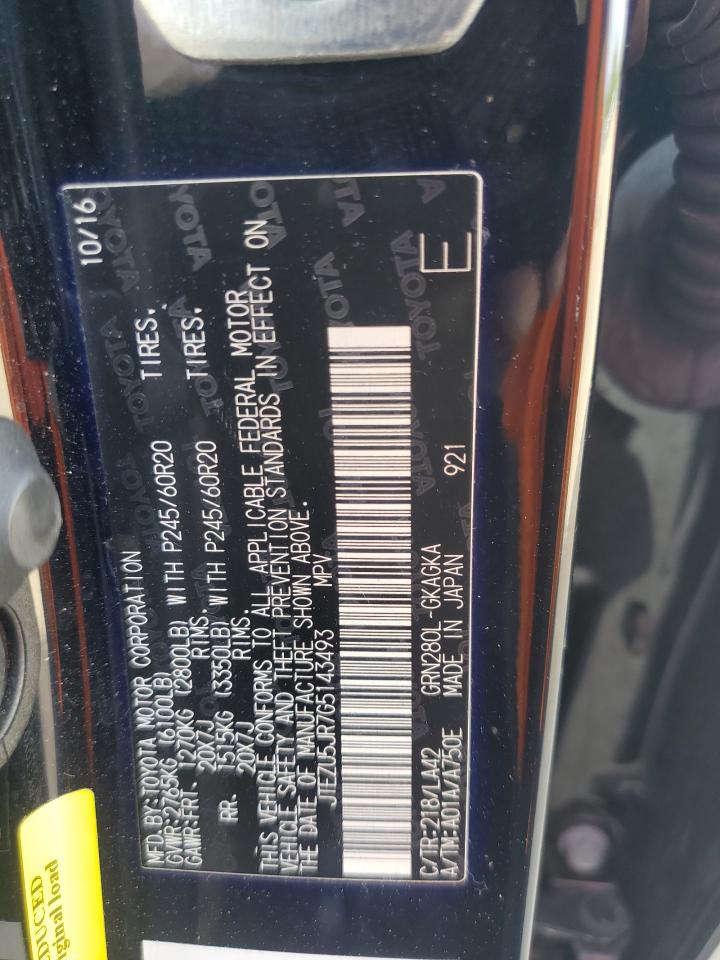 10/16
MFD. BY: TOYOTA MOTOR CORPORATION
GVWR:2765KG (6100LB)
GAWR:FRT. 1270KG (2800LB) WITH P245/60R20 TIRES.
20X7J RIMS.
RR. 1515KG (3350LB) WITH P245/60R20 TIRES.
20X7J RIMS.
THIS VEHICLE CONFORMS TO ALL APPLICABLE FEDERAL MOTOR
VEHICLE SAFETY AND THEFT PREVENTION STANDARDS IN EFFECT ON
THE DATE OF MANUFACTURE SHOWN ABOVE.
JTEZU5JR7G5143493 MPV
C/TR:218/LA42 GRN280L-GKAGKA
A/TM:A01A/A750E MADE IN JAPAN 921
E
TOYOTA
DUCED
iginal load